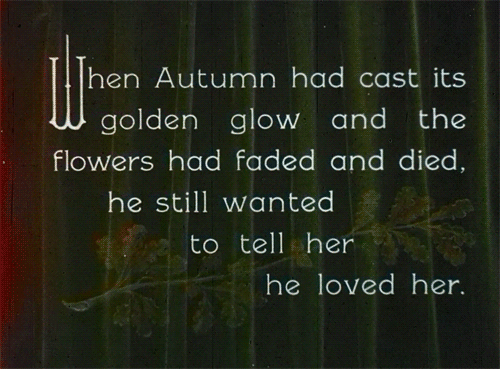 When Autumn had cast its
golden glow and the
flowers had faded and died,
he still wanted
to tell her
he loved her.